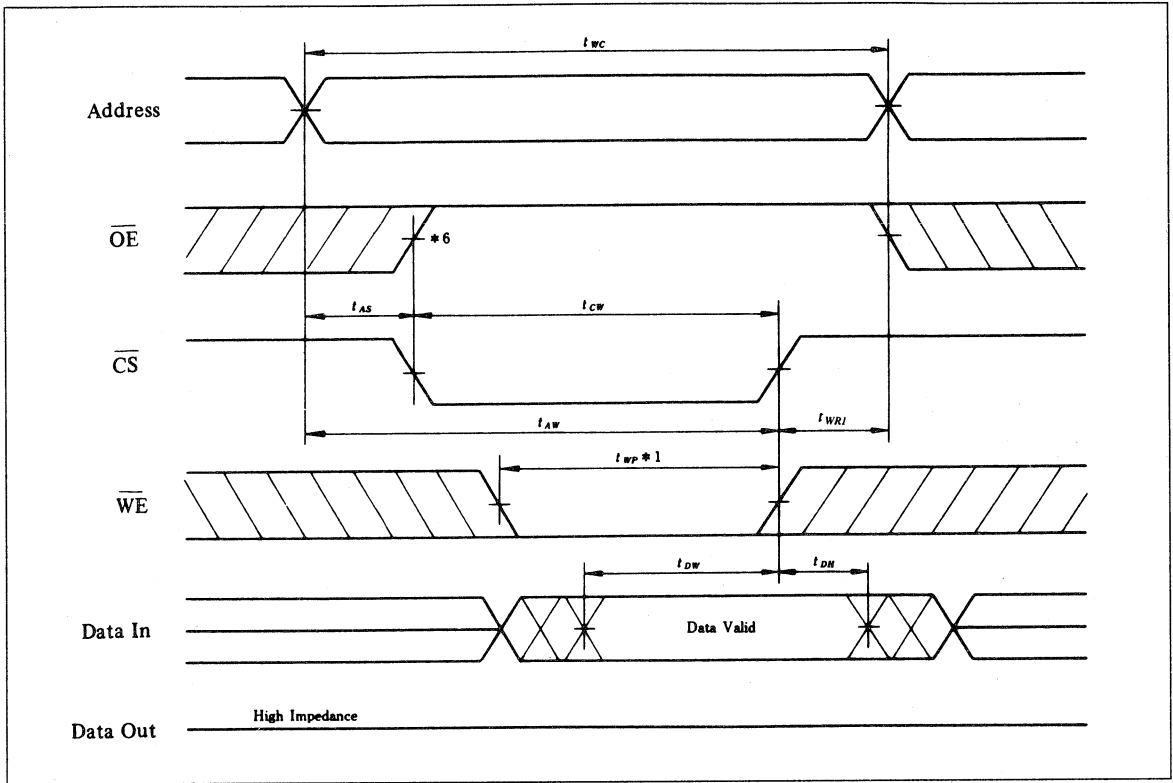 t WC
Address
OE
*6
t AS
t CW
CS
t AW
t WR1
t WP *1
WE
t DW
t DH
Data In
Data Valid
High Impedance
Data Out